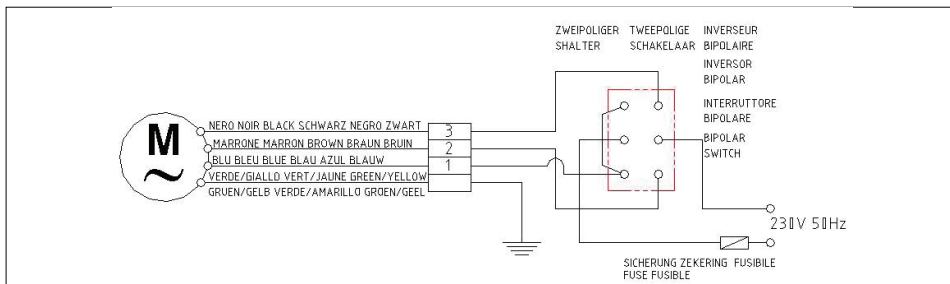 ZWEIPOLIGER TWEEPOLIGE INVERSEUR
SHALTER SCHAKELAAR BIPOLAIRE
INVERSOR
BIPOLAR
INTERRUTTORE
BIPOLARE
BIPOLAR
SWITCH
M
~
NERO NOIR BLACK SCHWARZ NEGRO ZWART
MARRONE MARRON BROWN BRAUN BRUIN
BLU BLEU BLUE BLAU AZUL BLAUW
VERDE/GIALLO VERT/JAUNE GREEN/YELLOW
GRUEN/GELB VERDE/AMARILLO GROEN/GEEL
3
2
1
230V 50Hz
SICHERUNG ZEKERING FUSIBILE
FUSE FUSIBLE